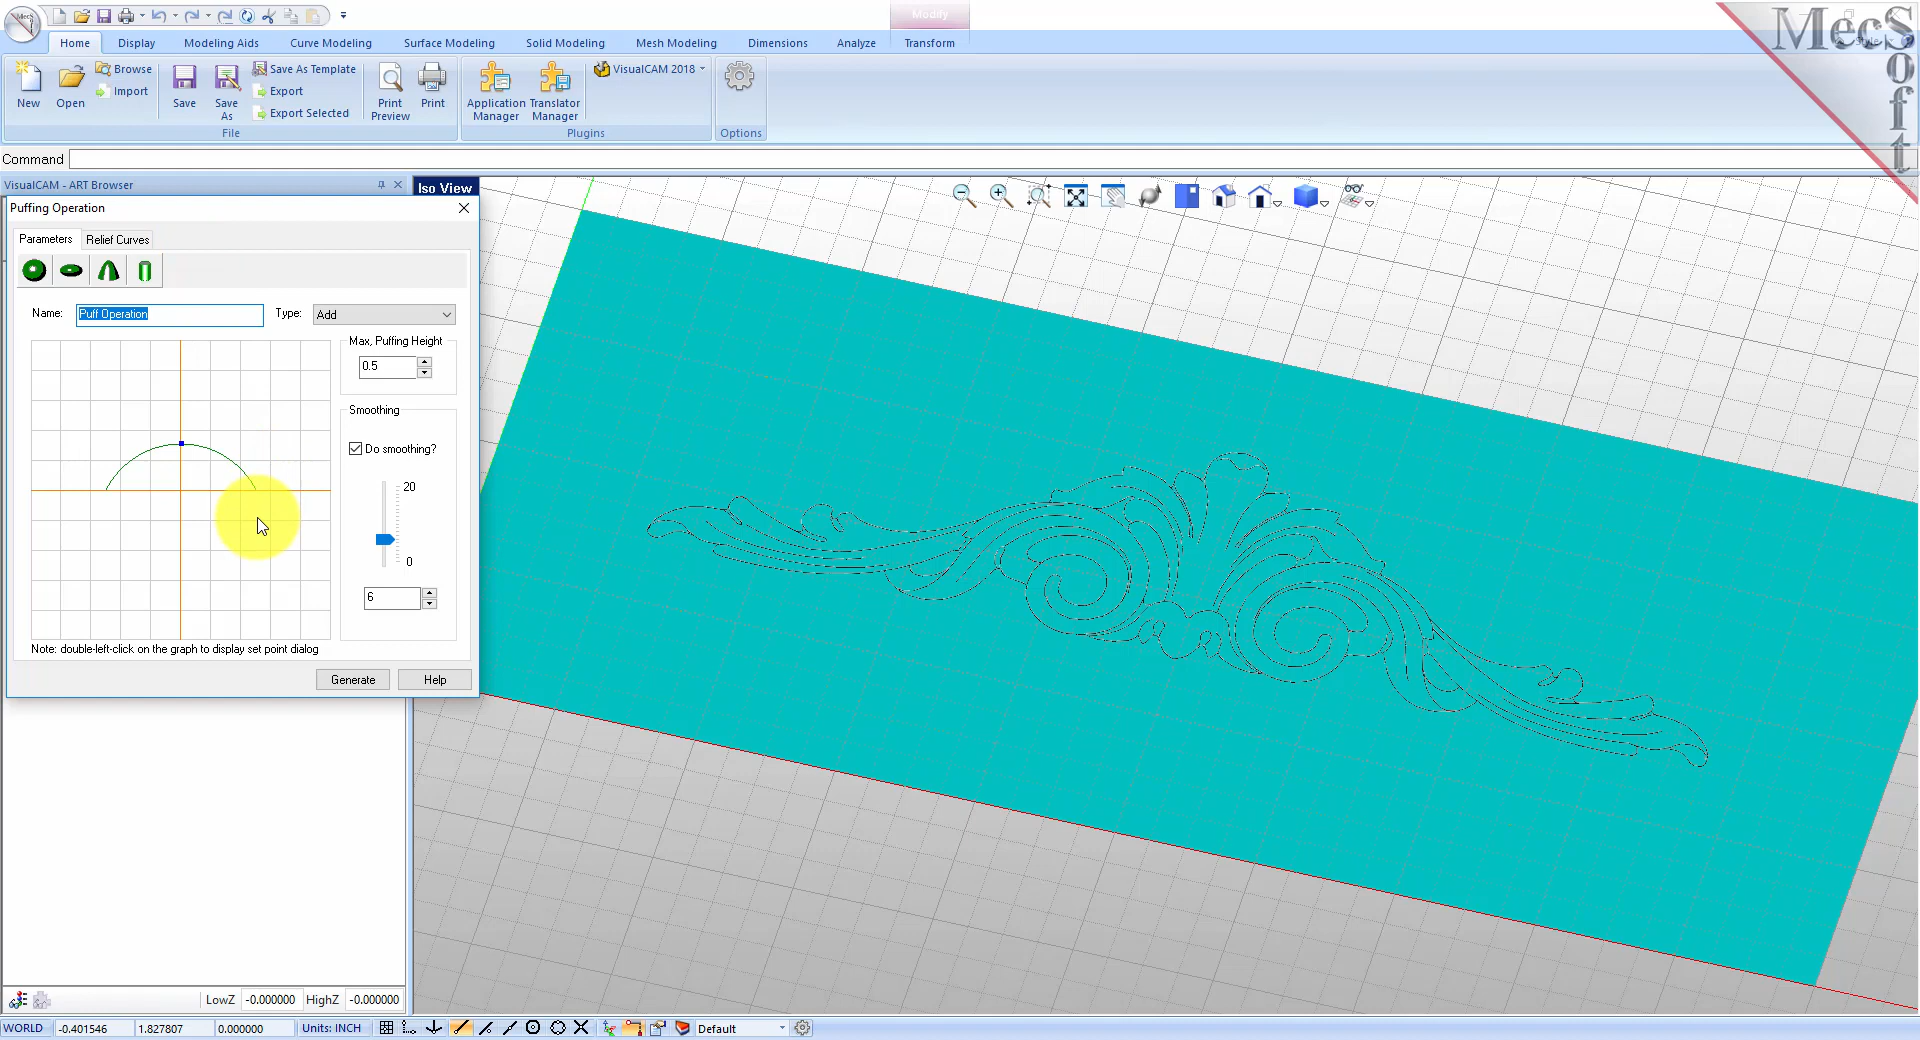 MecS
Modify
MecSoft
Style
Home Display Modeling Aids Curve Modeling Surface Modeling Solid Modeling Mesh Modeling Dimensions Analyze Transform
New Open Browse Import Save Save As Save As Template Export Export Selected Print Preview Print Application Manager Translator Manager VisualCAM 2018
File Plugins Options
Command
VisualCAM - ART Browser
Iso View
Puffing Operation
Parameters Relief Curves
Name: Puff Operation Type: Add
Max, Puffing Height
0.5
Smoothing
Do smoothing?
20
0
6
Note: double-left-click on the graph to display set point dialog
Generate Help
LowZ -0.000000 HighZ -0.000000
WORLD -0.401546 1.827807 0.000000 Units: INCH Default